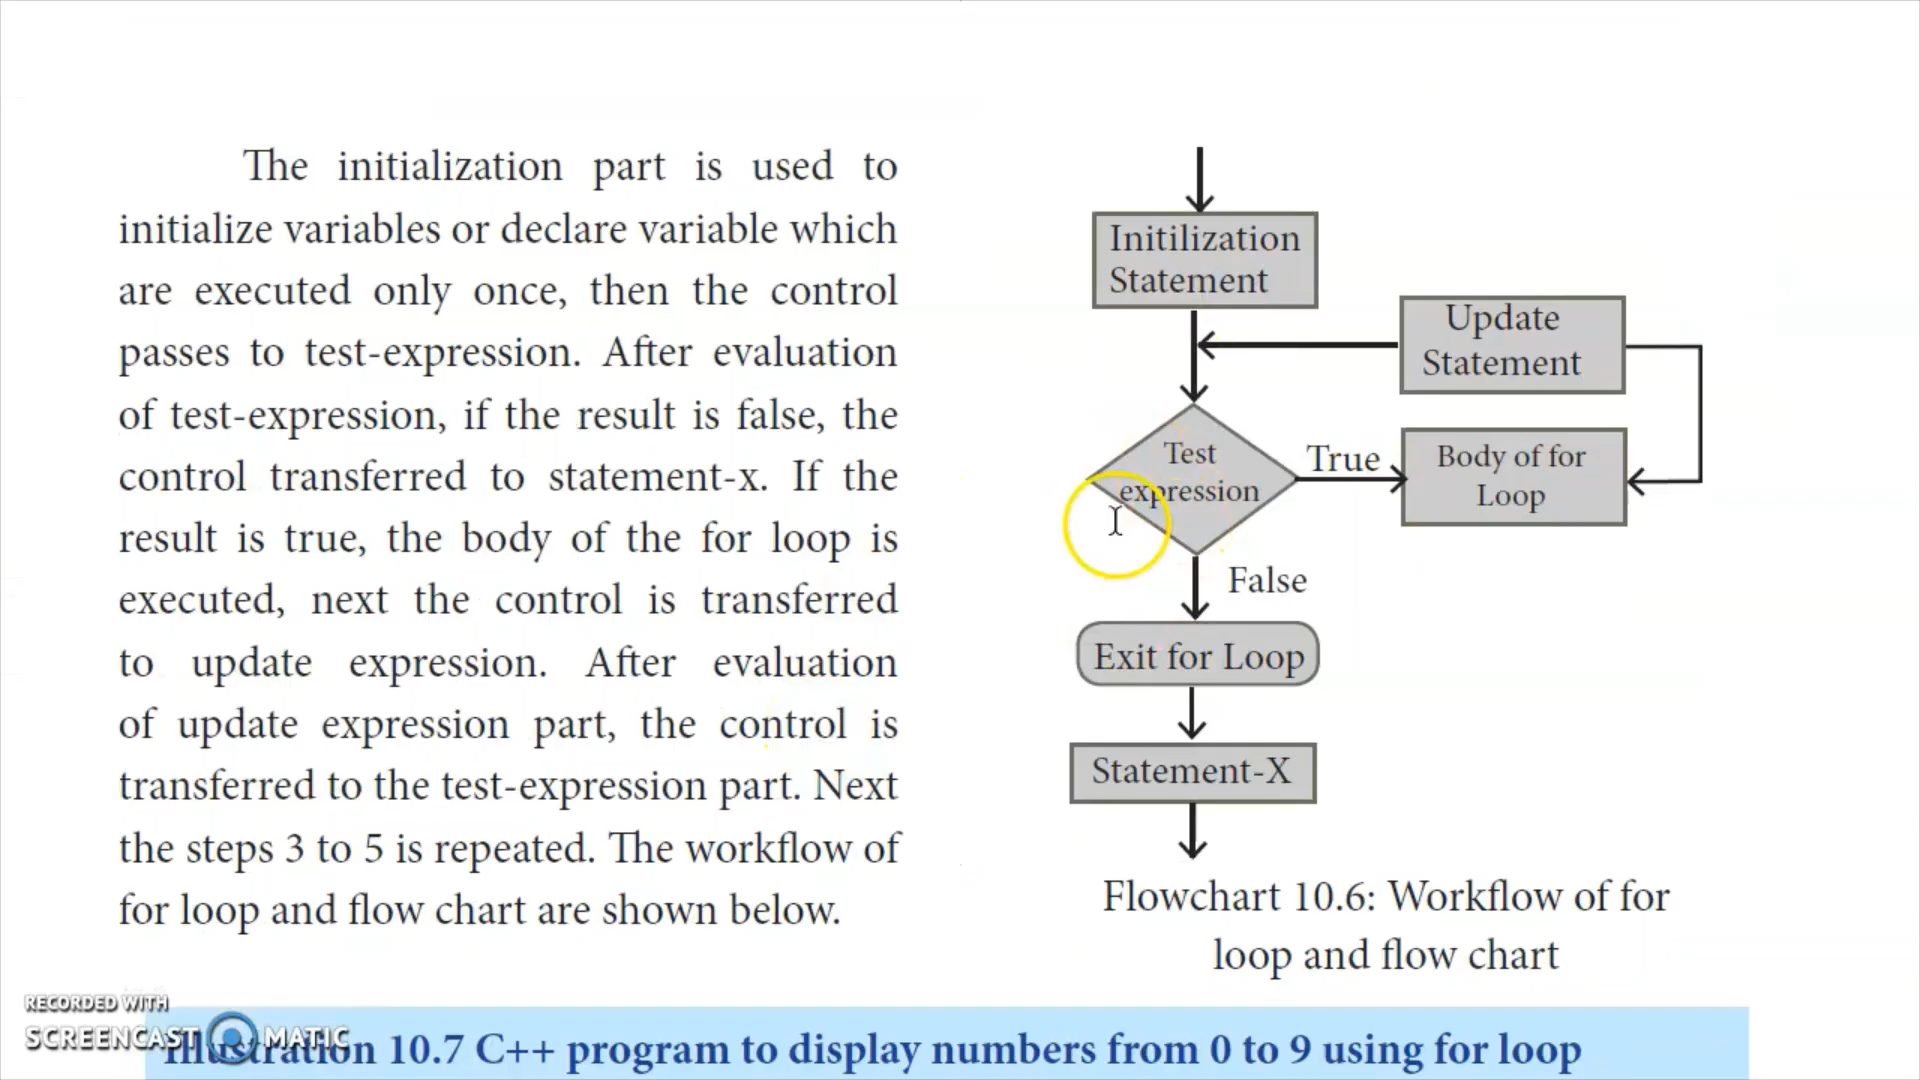 The initialization part is used to
initialize variables or declare variable which
are executed only once, then the control
passes to test-expression. After evaluation
of test-expression, if the result is false, the
control transferred to statement-x. If the
result is true, the body of the for loop is
executed, next the control is transferred
to update expression. After evaluation
of update expression part, the control is
transferred to the test-expression part. Next
the steps 3 to 5 is repeated. The workflow of
for loop and flow chart are shown below.
Initilization
Statement
Update
Statement
Test
expression
True
Body of for
Loop
False
Exit for Loop
Statement-X
Flowchart 10.6: Workflow of for
loop and flow chart
RECORDED WITH
SCREENCAST MATIC
Illustration 10.7 C++ program to display numbers from 0 to 9 using for loop